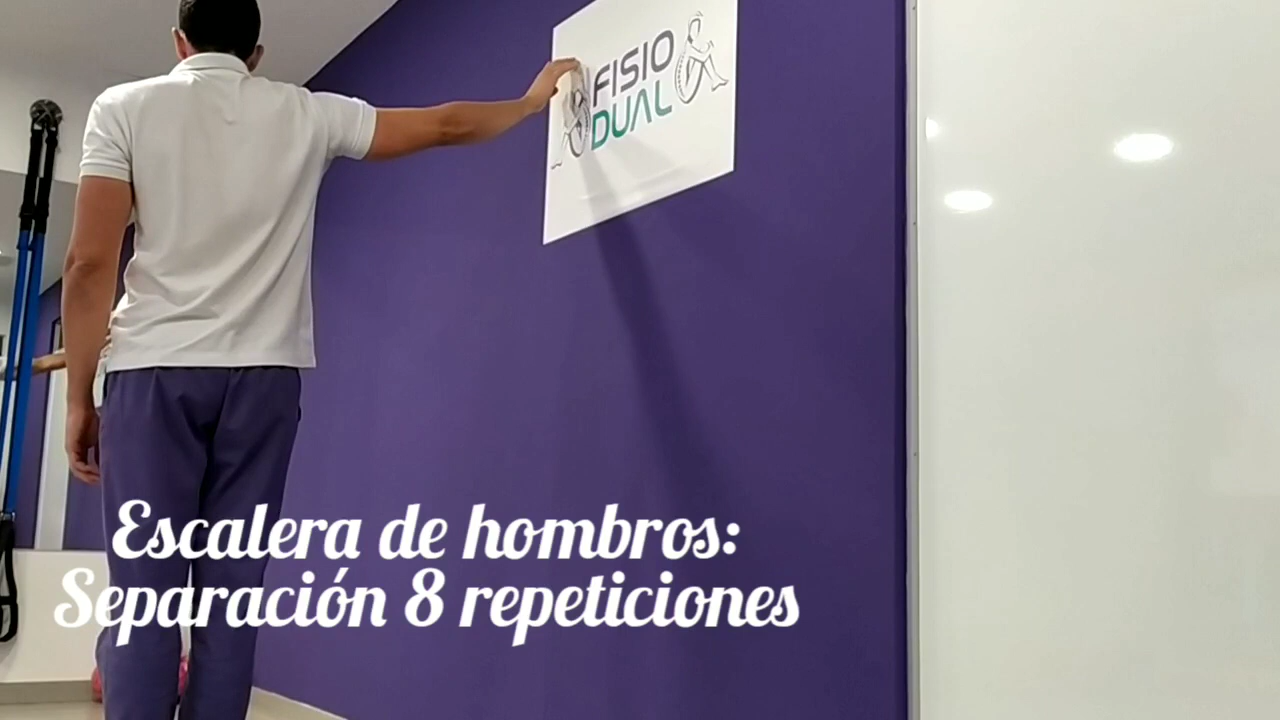 FISIO
DUAL
Escalera de hombros:
Separación 8 repeticiones